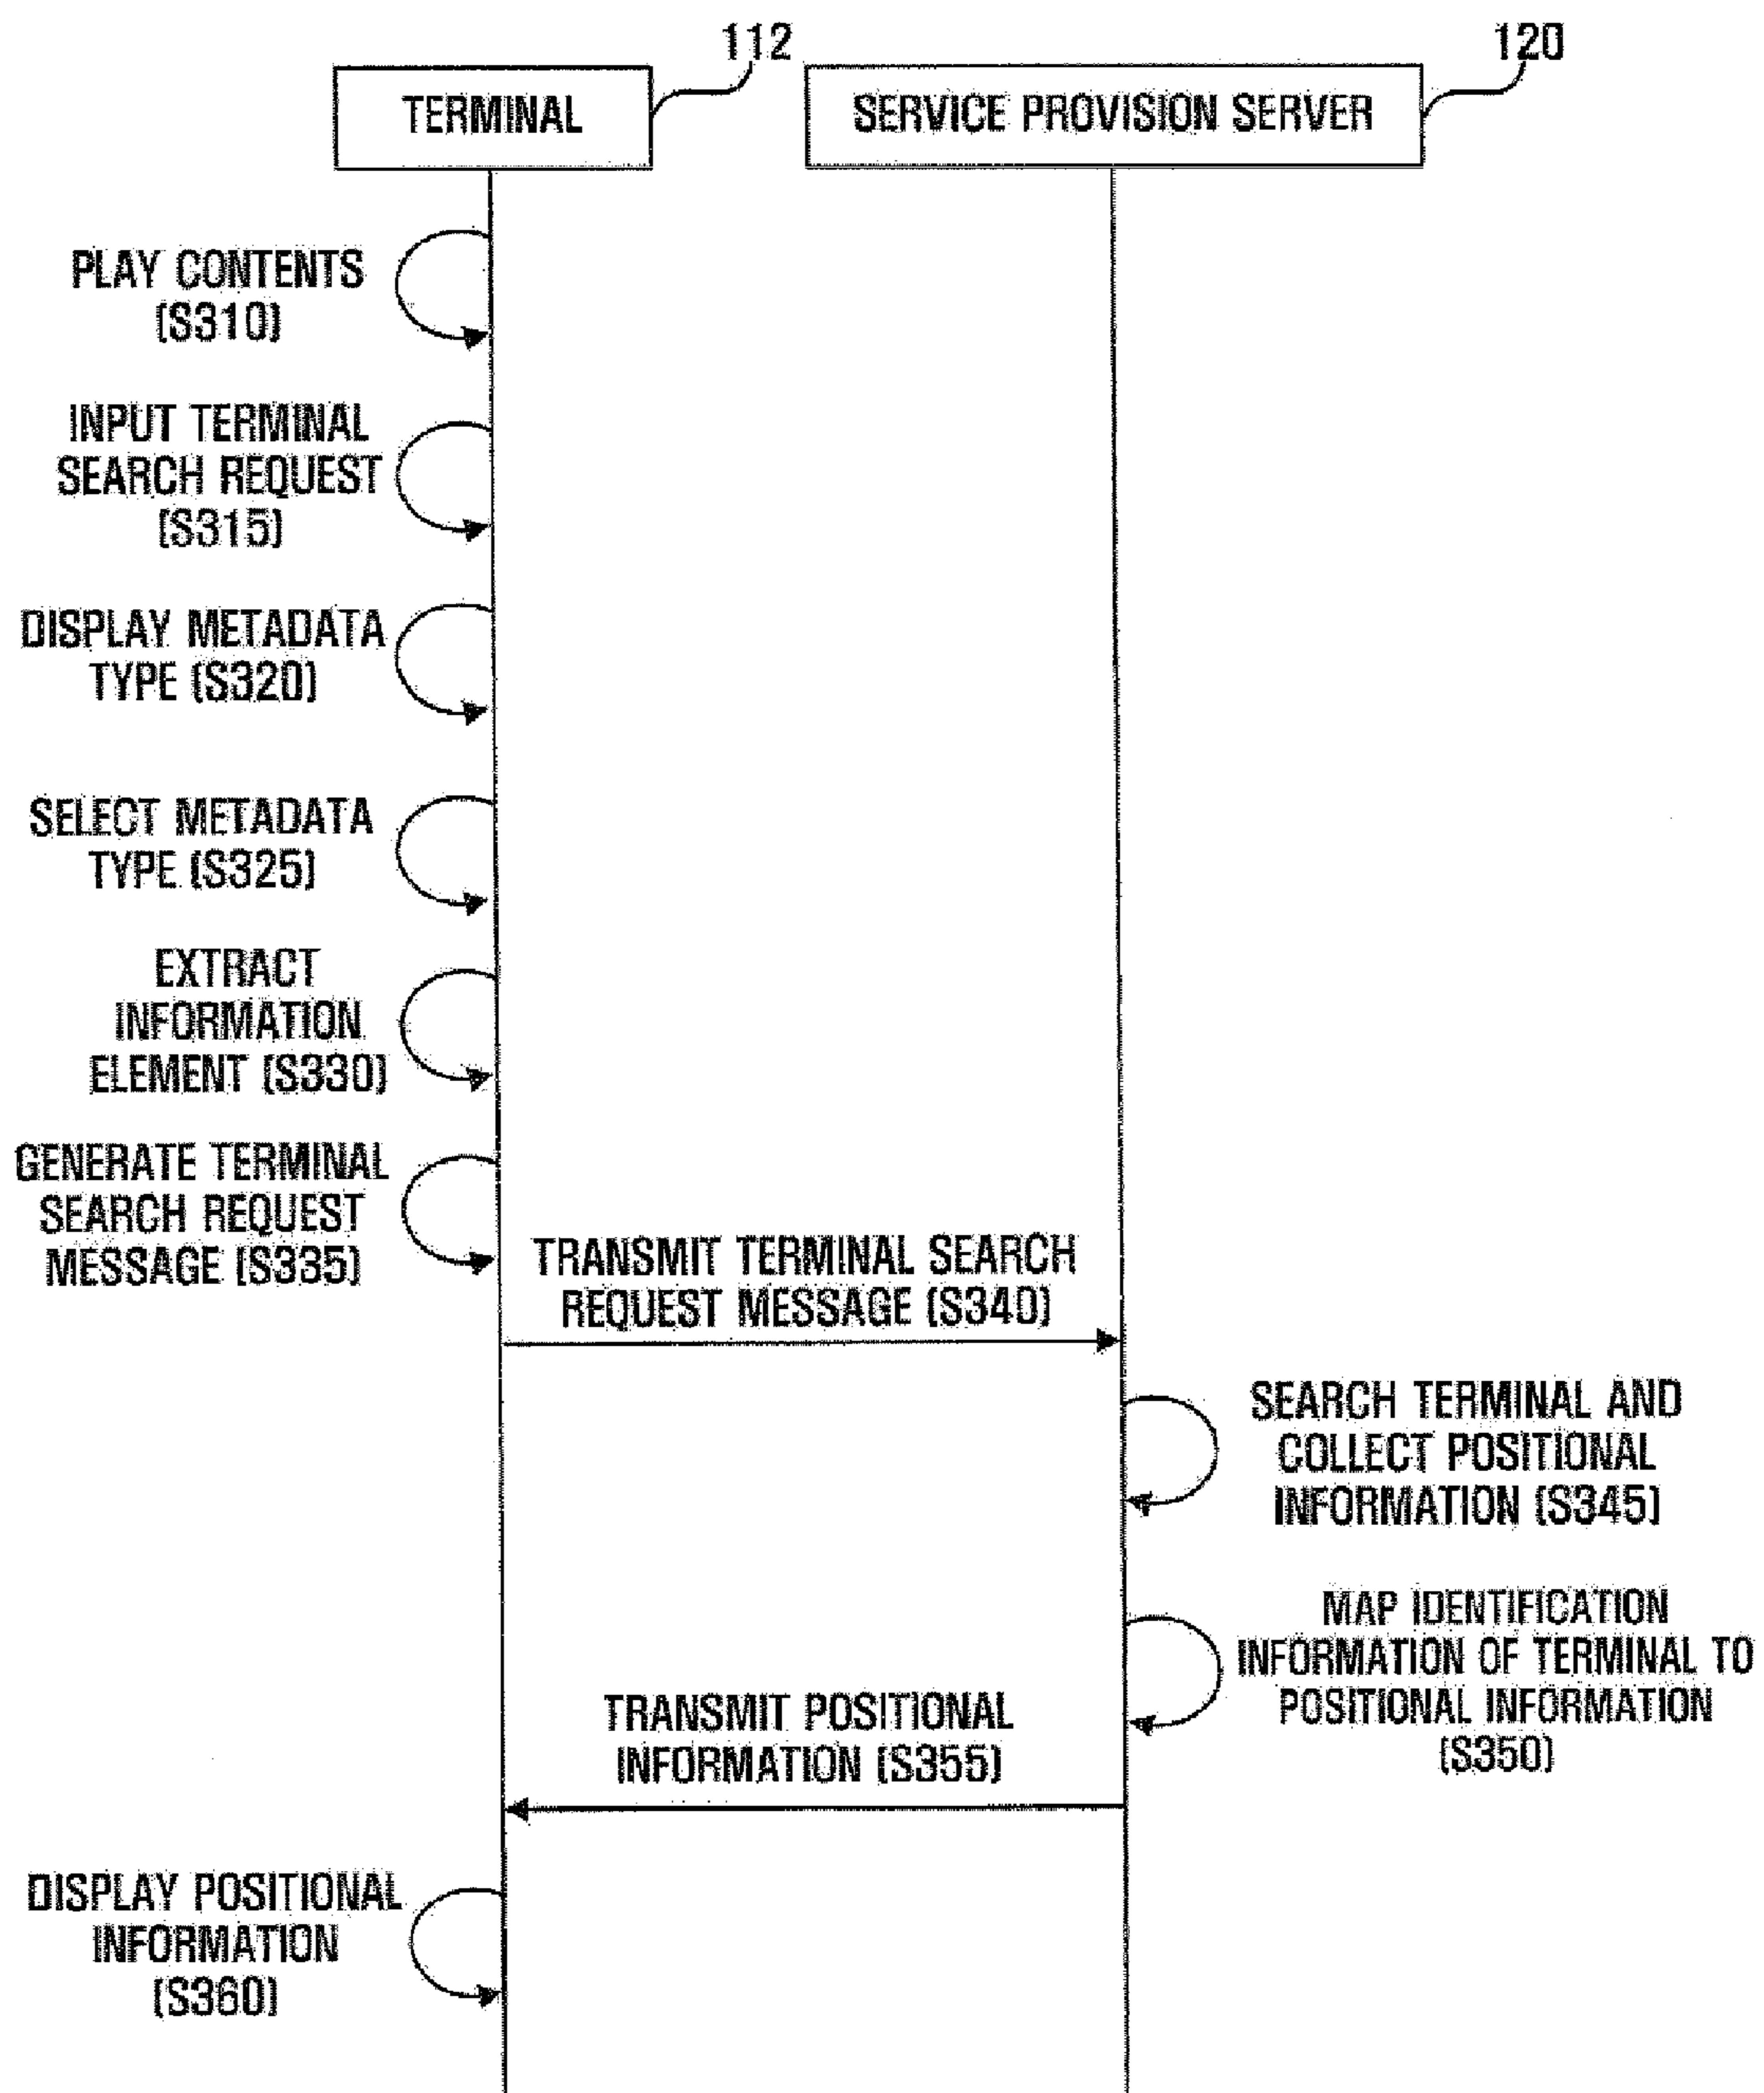 112
120
TERMINAL
SERVICE PROVISION SERVER
PLAY CONTENTS
(S310)
INPUT TERMINAL
SEARCH REQUEST
(S315)
DISPLAY METADATA
TYPE (S320)
SELECT METADATA
TYPE (S325)
EXTRACT
INFORMATION
ELEMENT (S330)
GENERATE TERMINAL
SEARCH REQUEST
MESSAGE (S335)
TRANSMIT TERMINAL SEARCH
REQUEST MESSAGE (S340)
SEARCH TERMINAL AND
COLLECT POSITIONAL
INFORMATION (S345)
MAP IDENTIFICATION
INFORMATION OF TERMINAL TO
POSITIONAL INFORMATION
(S350)
TRANSMIT POSITIONAL
INFORMATION (S355)
DISPLAY POSITIONAL
INFORMATION
(S360)